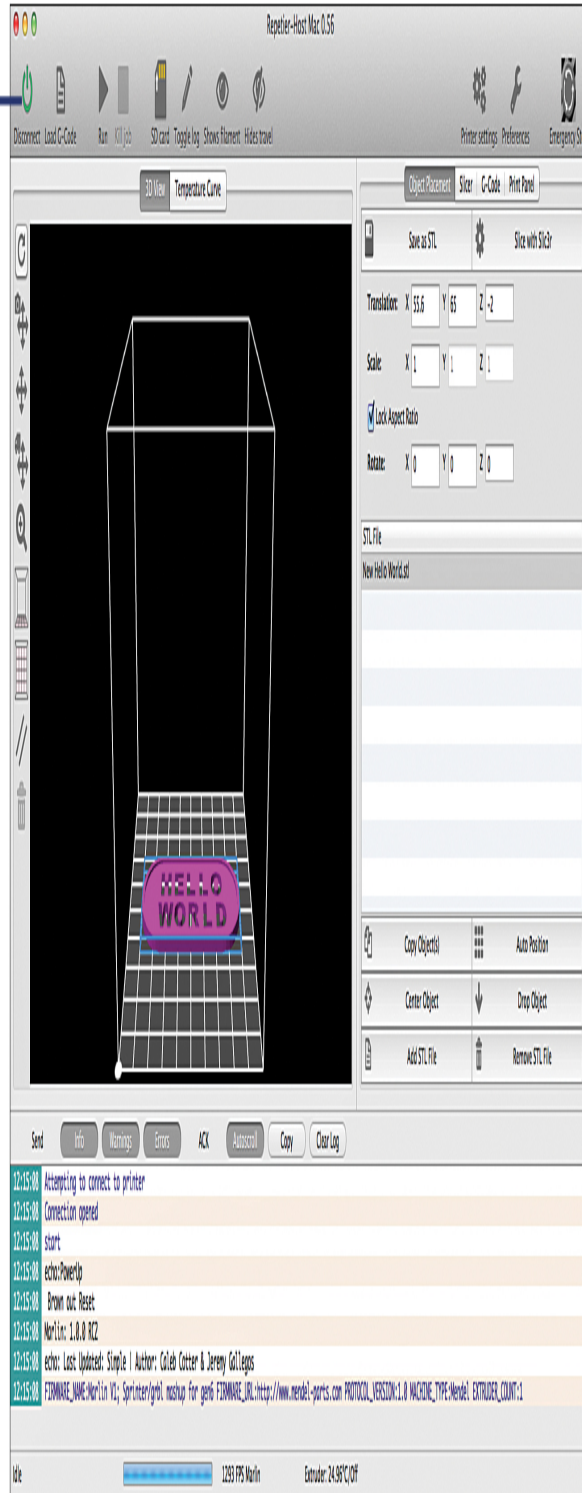 Repetier-Host Mac 0.56
Disconnect Load G-Code Run Kill job SD card Toggle log Shows filament Hides travel Printer settings Preferences Emergency St
3D View Temperature Curve
Object Placement Slicer G-Code Print Panel
Save as STL Slice with Slic3r
Translation: X 55.6 Y 65 Z -2
Scale: X 1 Y 1 Z 1
Lock Aspect Ratio
Rotate: X 0 Y 0 Z 0
STL File
New Hello World.stl
HELLO
WORLD
Copy Object(s) Auto Position
Center Object Drop Object
Add STL File Remove STL File
Send Info Warnings Errors ACK Autoscroll Copy Clear Log
12:15:08 Attempting to connect to printer
12:15:08 Connection opened
12:15:08 start
12:15:08 echo:PowerUp
12:15:08 Brown out Reset
12:15:08 Marlin: 1.0.0 RC2
12:15:08 echo: Last Updated: Simple | Author: Caleb Cotter & Jeremy Gallegos
12:15:08 FIRMWARE_NAME:Marlin V1; Sprinter/grbl mashup for gen6 FIRMWARE_URL:http://www.mendel-parts.com PROTOCOL_VERSION:1.0 MACHINE_TYPE:Mendel EXTRUDER_COUNT:1
Idle 1293 FPS Marlin Extruder: 24.96°C/Off